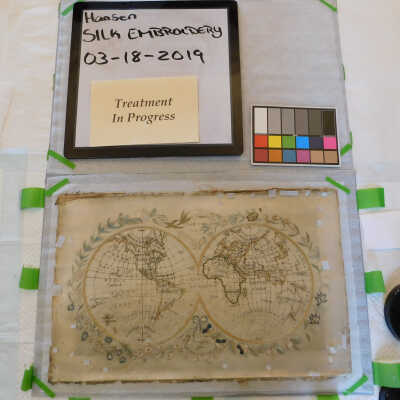 Hansen
SILK EMBROIDERY
03-18-2019
Treatment
In Progress